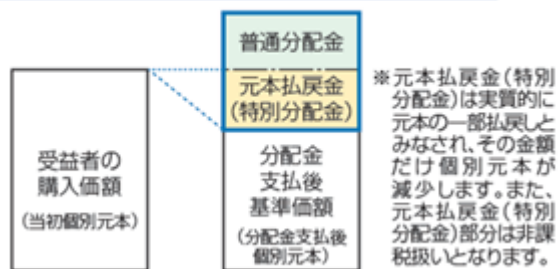 普通分配金
元本払戻金
(特別分配金)
受益者の
購入価額
(当初個別元本)
分配金
支払後
基準価額
(分配金支払後
個別元本)
※元本払戻金(特別
分配金)は実質的に
元本の一部払戻しと
みなされ、その金額
だけ個別元本が
減少します。また、
元本払戻金(特別
分配金)部分は非課
税扱いとなります。